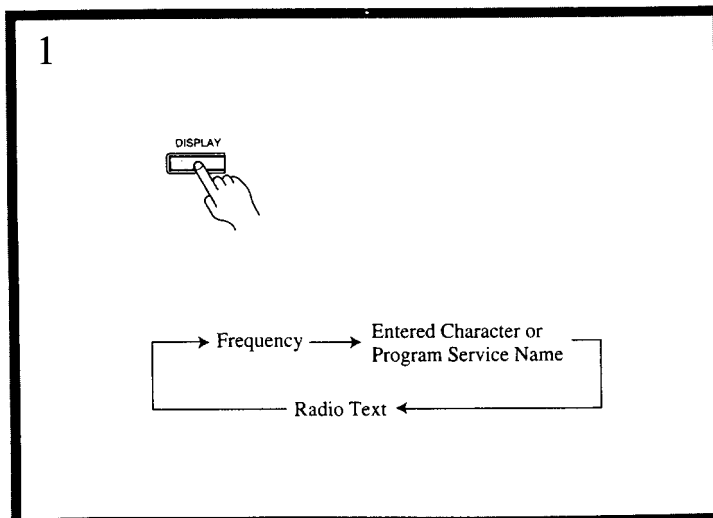 1
DISPLAY
Frequency
Entered Character or
Program Service Name
Radio Text